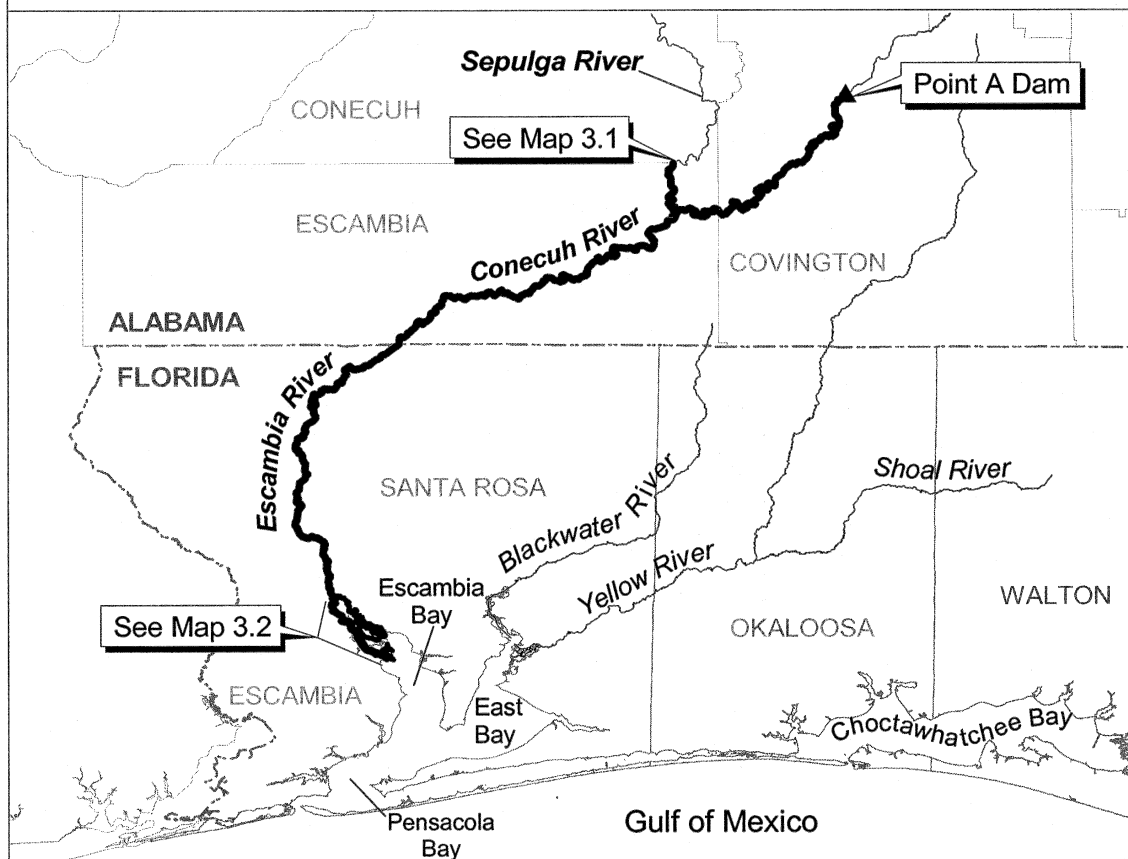 Sepulga River
Point A Dam
CONECUH
See Map 3.1
ESCAMBIA
Conecuh River
COVINGTON
ALABAMA
FLORIDA
Escambia River
SANTA ROSA
Shoal River
Blackwater River
Yellow River
Escambia
Bay
WALTON
See Map 3.2
OKALOOSA
ESCAMBIA
East
Bay
Choctawhatchee Bay
Pensacola
Bay
Gulf of Mexico